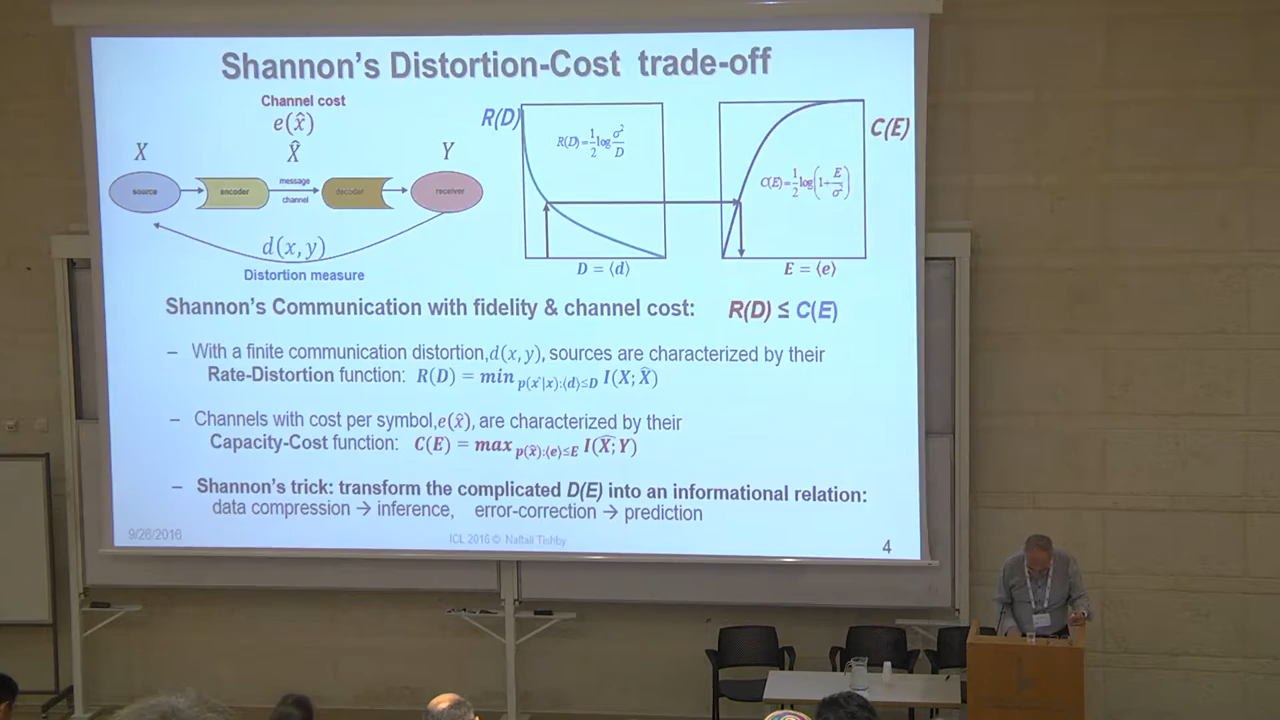 Shannon's Distortion-Cost trade-off
Channel cost
e(x̂)
X̂
X
Y
source
encoder
message
channel
decoder
receiver
d(x, y)
Distortion measure
R(D)
R(D)=1/2 log σ²/D
D = ⟨d⟩
C(E)
C(E)=1/2 log(1+E/σ²)
E = ⟨e⟩
Shannon's Communication with fidelity & channel cost: R(D) ≤ C(E)
– With a finite communication distortion,d(x, y), sources are characterized by their
Rate-Distortion function: R(D) = min p(x̂|x):⟨d⟩≤D I(X; X̂)
– Channels with cost per symbol,e(x̂), are characterized by their
Capacity-Cost function: C(E) = max p(x̂):⟨e⟩≤E I(X̂; Y)
– Shannon's trick: transform the complicated D(E) into an informational relation:
data compression → inference, error-correction → prediction
9/26/2016
ICL 2016 © Naftali Tishby
4